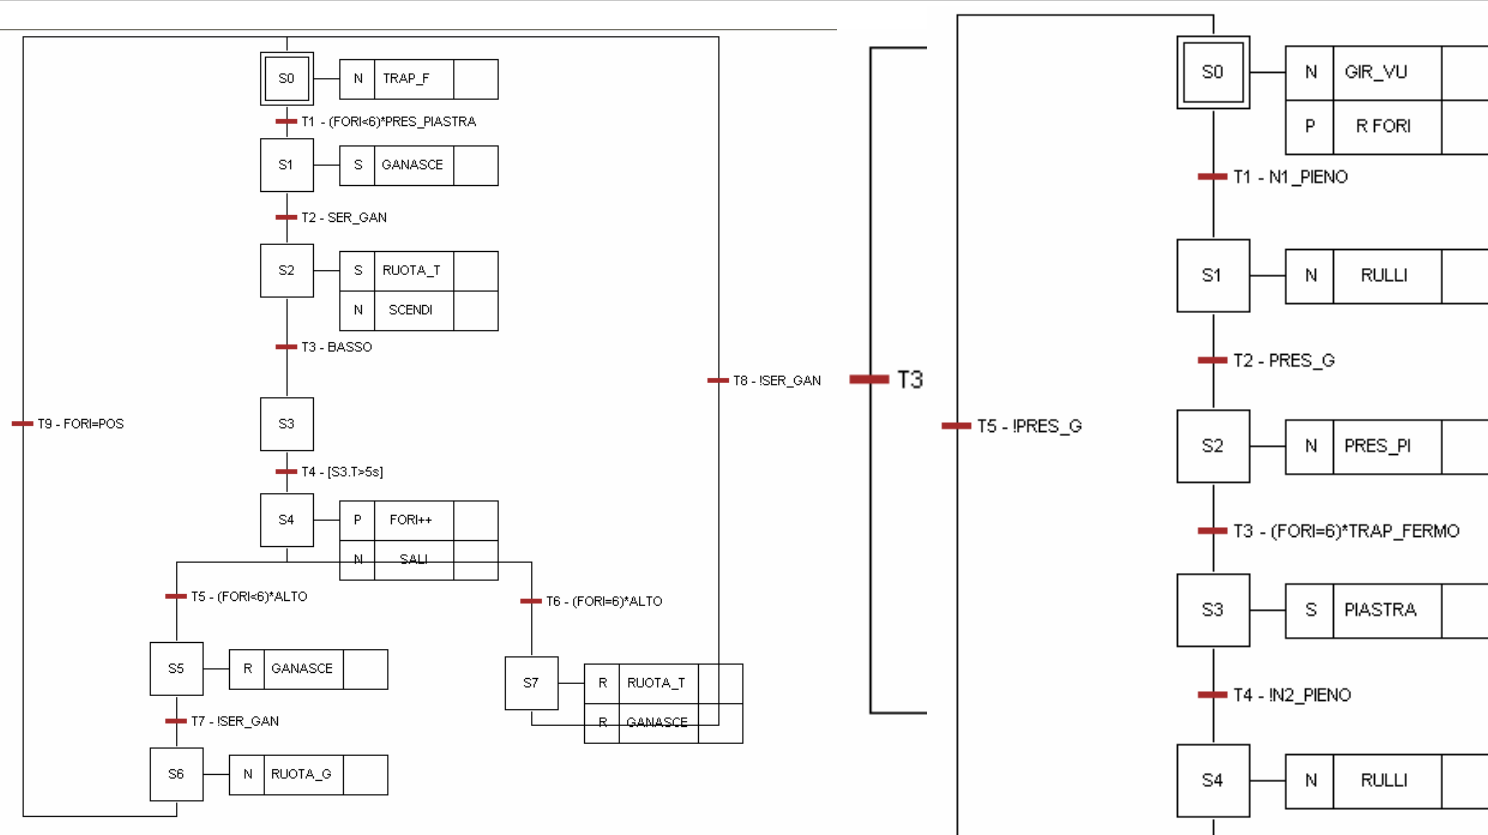 S0 N TRAP_F
T1 - (FORI<6)*PRES_PIASTRA
S1 S GANASCE
T2 - SER_GAN
S2 S RUOTA_T
N SCENDI
T3 - BASSO
T8 - !SER_GAN
T9 - FORI=POS
S3
T4 - [S3.T>5s]
S4 P FORI++
N SALI
T5 - (FORI<6)*ALTO
T6 - (FORI=6)*ALTO
S5 R GANASCE
S7 R RUOTA_T
R GANASCE
T7 - !SER_GAN
S6 N RUOTA_G
T3
S0 N GIR_VU
P R FORI
T1 - N1_PIENO
S1 N RULLI
T2 - PRES_G
T5 - !PRES_G
S2 N PRES_PI
T3 - (FORI=6)*TRAP_FERMO
S3 S PIASTRA
T4 - !N2_PIENO
S4 N RULLI